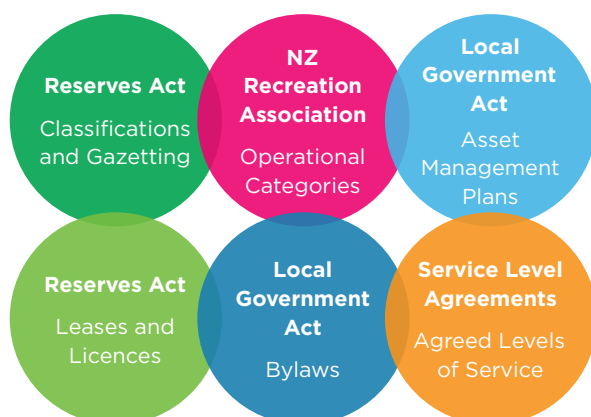 Reserves Act
Classifications
and Gazetting
NZ
Recreation
Association
Operational
Categories
Local
Government
Act
Asset
Management
Plans
Reserves Act
Leases and
Licences
Local
Government
Act
Bylaws
Service Level
Agreements
Agreed Levels
of Service